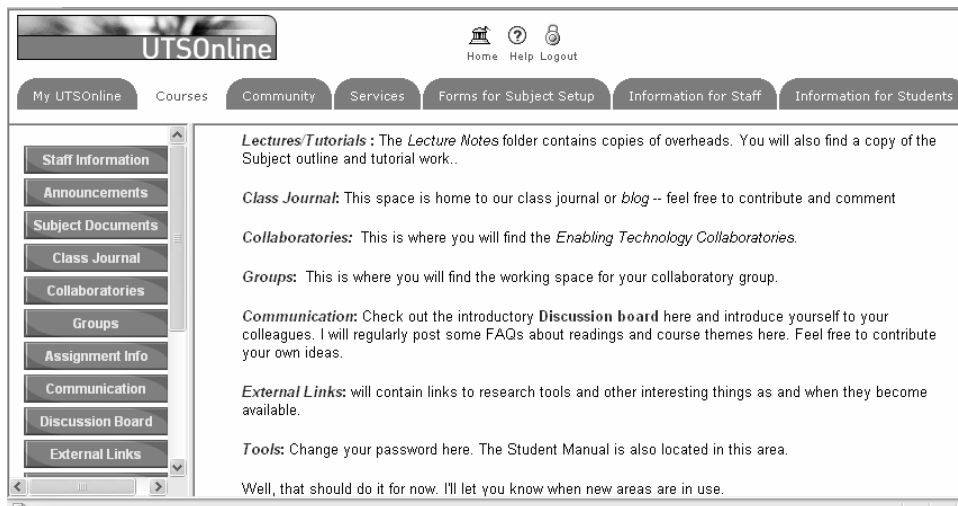 UTSOnline
Home Help Logout
My UTSOnline Courses Community Services Forms for Subject Setup Information for Staff Information for Students
Staff Information
Announcements
Subject Documents
Class Journal
Collaboratories
Groups
Assignment Info
Communication
Discussion Board
External Links
Lectures/Tutorials : The Lecture Notes folder contains copies of overheads. You will also find a copy of the
Subject outline and tutorial work..
Class Journal: This space is home to our class journal or blog -- feel free to contribute and comment
Collaboratories: This is where you will find the Enabling Technology Collaboratories.
Groups: This is where you will find the working space for your collaboratory group.
Communication: Check out the introductory Discussion board here and introduce yourself to your
colleagues. I will regularly post some FAQs about readings and course themes here. Feel free to contribute
your own ideas.
External Links: will contain links to research tools and other interesting things as and when they become
available.
Tools: Change your password here. The Student Manual is also located in this area.
Well, that should do it for now. I'll let you know when new areas are in use.